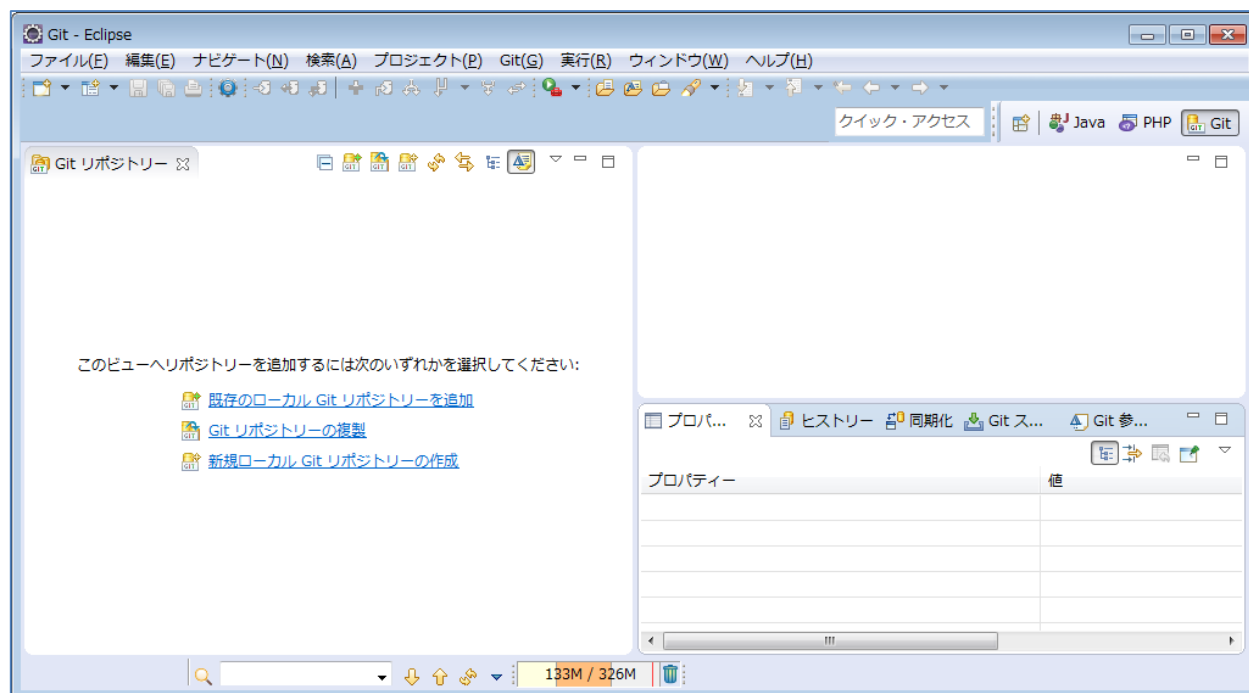 Git - Eclipse
ファイル(F) 編集(E) ナビゲート(N) 検索(A) プロジェクト(P) Git(G) 実行(R) ウィンドウ(W) ヘルプ(H)
クイック・アクセス Java PHP Git
Git リポジトリー
このビューへリポジトリーを追加するには次のいずれかを選択してください:
既存のローカル Git リポジトリーを追加
Git リポジトリーの複製
新規ローカル Git リポジトリーの作成
プロパ... ヒストリー 同期化 Git ス... Git 参...
プロパティー 値
133M / 326M